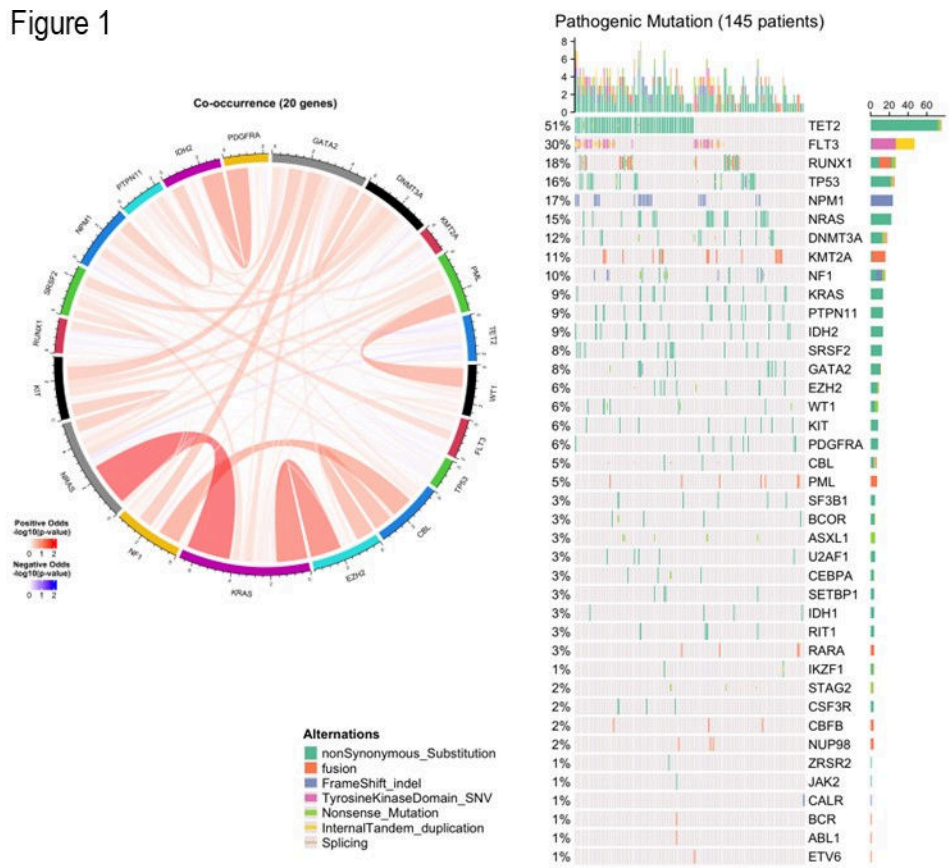 Figure 1
Co-occurrence (20 genes)
PDGFRA
GATA2
DNMT3A
KMT2A
PML
TET2
WT1
FLT3
TP53
CBL
EZH2
KRAS
NF1
NRAS
KIT
RUNX1
SRSF2
NPM1
PTPN11
IDH2
Positive Odds
-log10(p-value)
0 1 2
Negative Odds
-log10(p-value)
0 1 2
Pathogenic Mutation (145 patients)
8
6
4
2
0
0 20 40 60
51% TET2
30% FLT3
18% RUNX1
16% TP53
17% NPM1
15% NRAS
12% DNMT3A
11% KMT2A
10% NF1
9% KRAS
9% PTPN11
9% IDH2
8% SRSF2
8% GATA2
6% EZH2
6% WT1
6% KIT
6% PDGFRA
5% CBL
5% PML
3% SF3B1
3% BCOR
3% ASXL1
3% U2AF1
3% CEBPA
3% SETBP1
3% IDH1
3% RIT1
3% RARA
1% IKZF1
2% STAG2
2% CSF3R
2% CBFB
2% NUP98
1% ZRSR2
1% JAK2
1% CALR
1% BCR
1% ABL1
1% ETV6
Alternations
nonSynonymous_Substitution
fusion
FrameShift_indel
TyrosineKinaseDomain_SNV
Nonsense_Mutation
InternalTandem_duplication
Splicing